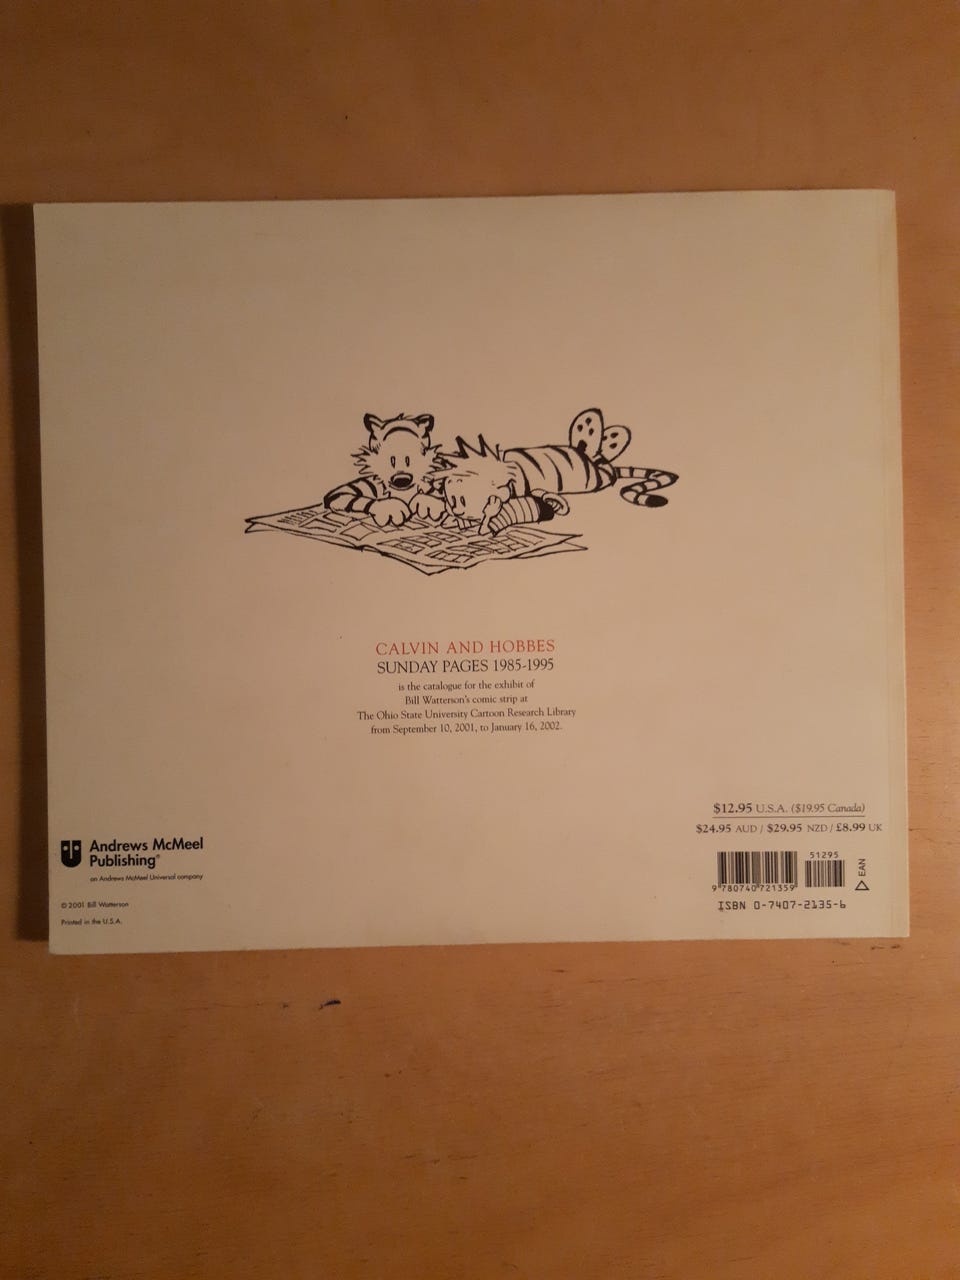 CALVIN AND HOBBES
SUNDAY PAGES 1985-1995
is the catalogue for the exhibit of
Bill Watterson's comic strip at
The Ohio State University Cartoon Research Library
from September 10, 2001, to January 16, 2002.
$12.95 U.S.A. ($19.95 Canada)
$24.95 AUD / $29.95 NZD / £8.99 UK
51295
EAN
9 780740 721359
ISBN 0-7407-2135-6
Andrews McMeel
Publishing®
an Andrews McMeel Universal company
© 2001 Bill Watterson
Printed in the U.S.A.